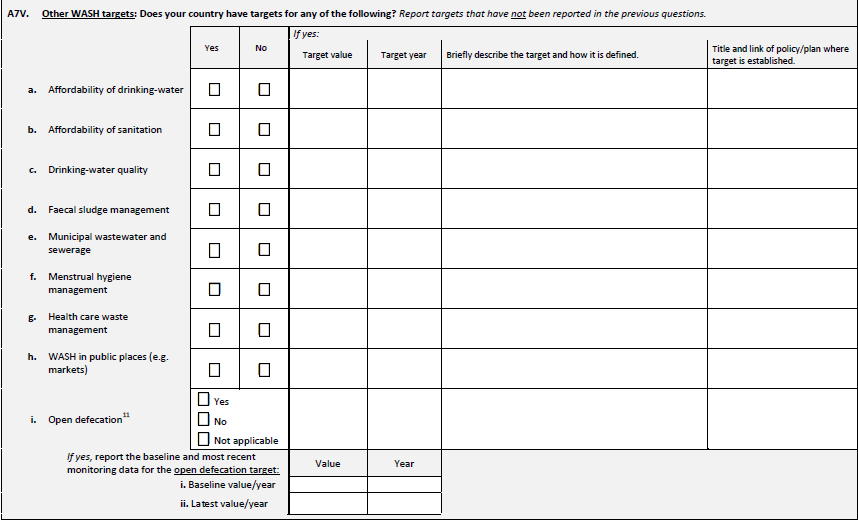 A7V. Other WASH targets: Does your country have targets for any of the following? Report targets that have not been reported in the previous questions.
If yes:
Yes No Target value Target year Briefly describe the target and how it is defined. Title and link of policy/plan where
target is established.
a. Affordability of drinking-water
b. Affordability of sanitation
c. Drinking-water quality
d. Faecal sludge management
e. Municipal wastewater and
sewerage
f. Menstrual hygiene
management
g. Health care waste
management
h. WASH in public places (e.g.
markets)
i. Open defecation¹¹
Yes
No
Not applicable
If yes, report the baseline and most recent
monitoring data for the open defecation target:
Value Year
i. Baseline value/year
ii. Latest value/year